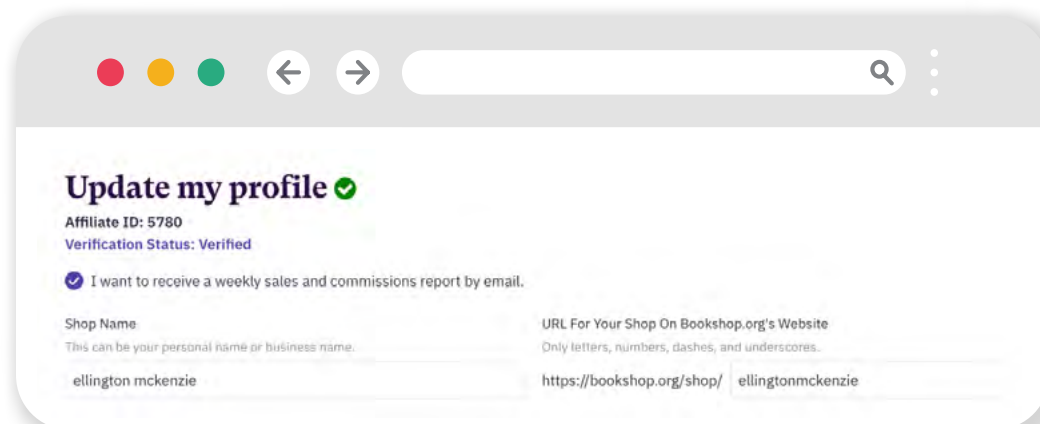 Update my profile
Affiliate ID: 5780
Verification Status: Verified
I want to receive a weekly sales and commissions report by email.
Shop Name
This can be your personal name or business name.
ellington mckenzie
URL For Your Shop On Bookshop.org's Website
Only letters, numbers, dashes, and underscores.
https://bookshop.org/shop/ ellingtonmckenzie